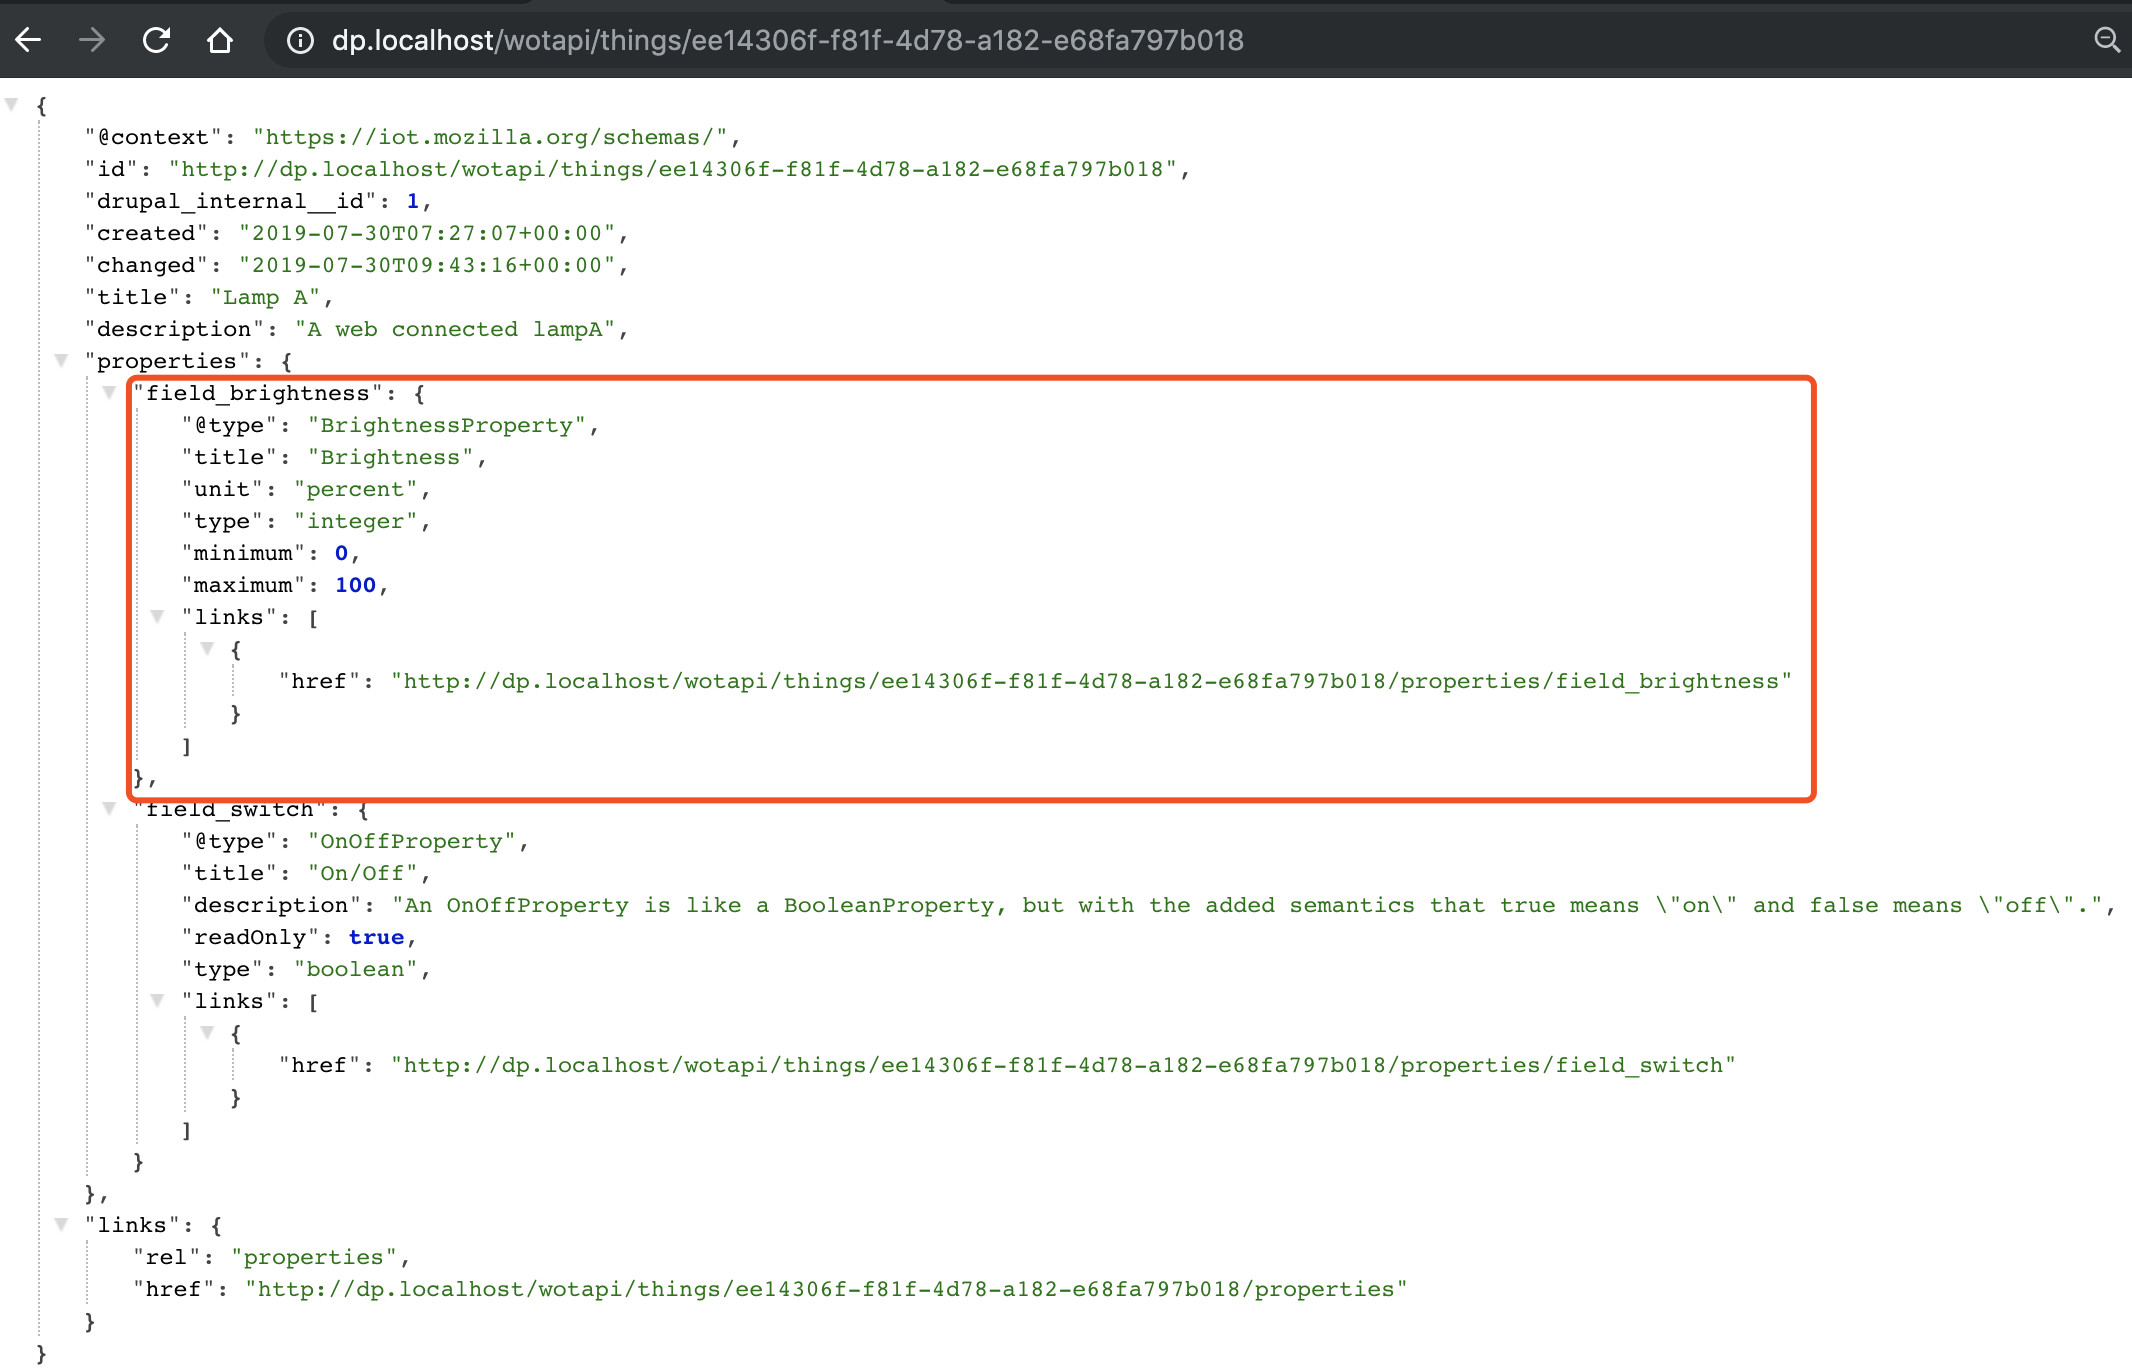 dp.localhost/wotapi/things/ee14306f-f81f-4d78-a182-e68fa797b018
{
"@context": "https://iot.mozilla.org/schemas/",
"id": "http://dp.localhost/wotapi/things/ee14306f-f81f-4d78-a182-e68fa797b018",
"drupal_internal__id": 1,
"created": "2019-07-30T07:27:07+00:00",
"changed": "2019-07-30T09:43:16+00:00",
"title": "Lamp A",
"description": "A web connected lampA",
"properties": {
"field_brightness": {
"@type": "BrightnessProperty",
"title": "Brightness",
"unit": "percent",
"type": "integer",
"minimum": 0,
"maximum": 100,
"links": [
{
"href": "http://dp.localhost/wotapi/things/ee14306f-f81f-4d78-a182-e68fa797b018/properties/field_brightness"
}
]
},
"field_switch": {
"@type": "OnOffProperty",
"title": "On/Off",
"description": "An OnOffProperty is like a BooleanProperty, but with the added semantics that true means \"on\" and false means \"off\".",
"readOnly": true,
"type": "boolean",
"links": [
{
"href": "http://dp.localhost/wotapi/things/ee14306f-f81f-4d78-a182-e68fa797b018/properties/field_switch"
}
]
}
},
"links": {
"rel": "properties",
"href": "http://dp.localhost/wotapi/things/ee14306f-f81f-4d78-a182-e68fa797b018/properties"
}
}